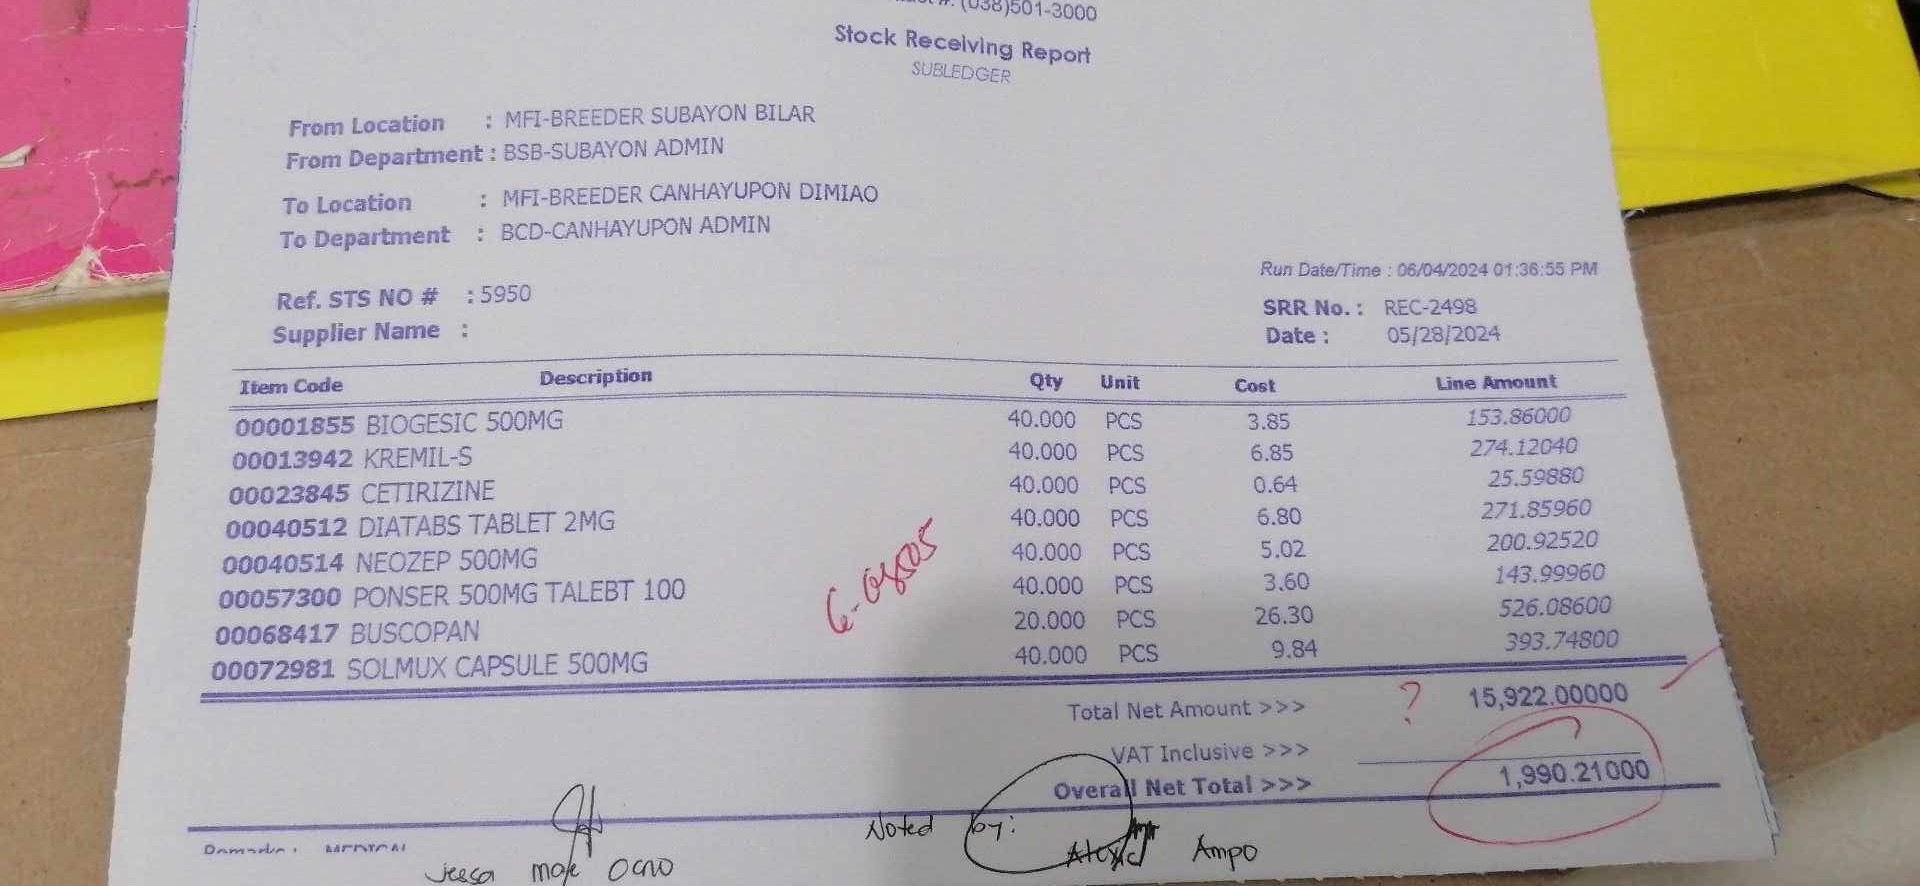 (038)501-3000
Stock Receiving Report
SUBLEDGER
From Location : MFI-BREEDER SUBAYON BILAR
From Department : BSB-SUBAYON ADMIN
To Location : MFI-BREEDER CANHAYUPON DIMIAO
To Department : BCD-CANHAYUPON ADMIN
Run Date/Time : 06/04/2024 01:36:55 PM
Ref. STS NO # : 5950
SRR No. : REC-2498
Supplier Name :
Date : 05/28/2024
Item Code Description Qty Unit Cost Line Amount
00001855 BIOGESIC 500MG 40.000 PCS 3.85 153.86000
00013942 KREMIL-S 40.000 PCS 6.85 274.12040
00023845 CETIRIZINE 40.000 PCS 0.64 25.59880
00040512 DIATABS TABLET 2MG 40.000 PCS 6.80 271.85960
00040514 NEOZEP 500MG 40.000 PCS 5.02 200.92520
00057300 PONSER 500MG TALEBT 100 40.000 PCS 3.60 143.99960
00068417 BUSCOPAN 20.000 PCS 26.30 526.08600
00072981 SOLMUX CAPSULE 500MG 40.000 PCS 9.84 393.74800
Total Net Amount >>> ? 15,922.00000
VAT Inclusive >>>
Overall Net Total >>> 1,990.21000
Remarks : MEDICAL
Noted by:
Ampo